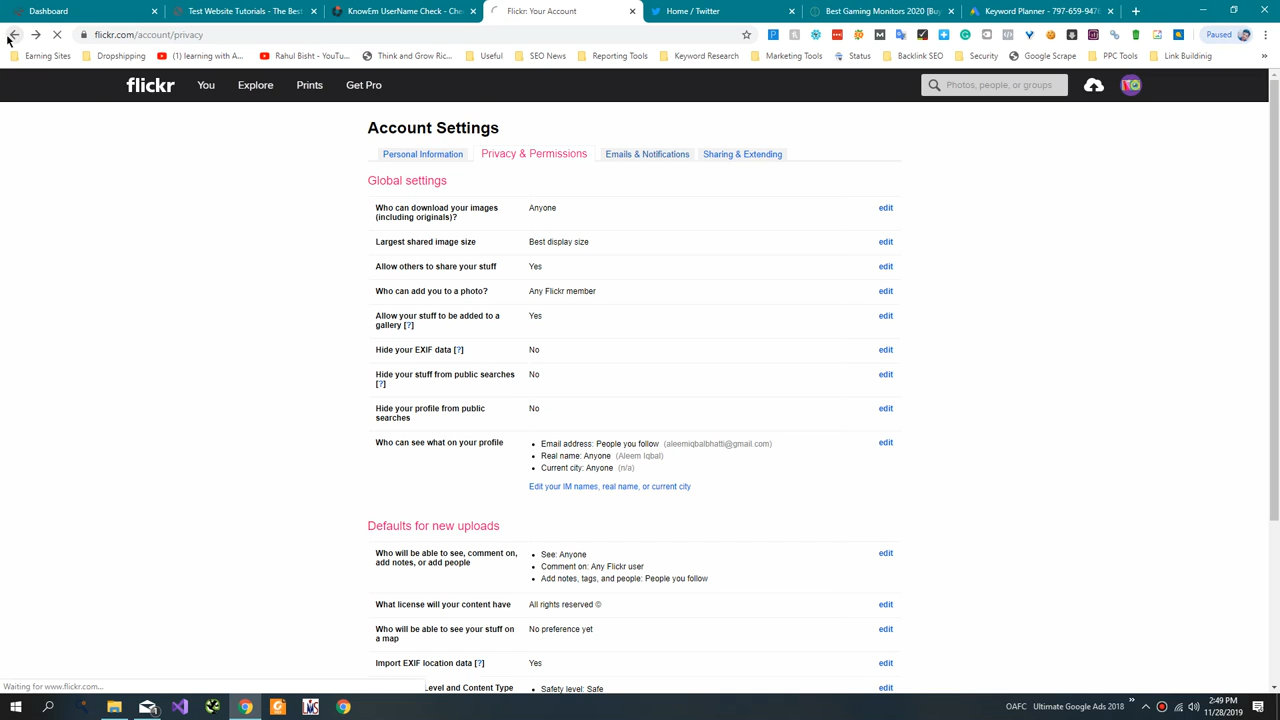 Dashboard
Test Website Tutorials - The Best
KnowEm UserName Check - Che
Flickr: Your Account
Home / Twitter
Best Gaming Monitors 2020 [Buy
Keyword Planner - 797-659-947
flickr.com/account/privacy
Paused
Earning Sites
Dropshipping
(1) learning with A...
Rahul Bisht - YouTu...
Think and Grow Ric...
Useful
SEO News
Reporting Tools
Keyword Research
Marketing Tools
Status
Backlink SEO
Security
Google Scrape
PPC Tools
Link Building
»
flickr
You
Explore
Prints
Get Pro
Photos, people, or groups
Account Settings
Personal Information
Privacy & Permissions
Emails & Notifications
Sharing & Extending
Global settings
Who can download your images
(including originals)?
Anyone
edit
Largest shared image size
Best display size
edit
Allow others to share your stuff
Yes
edit
Who can add you to a photo?
Any Flickr member
edit
Allow your stuff to be added to a
gallery [?]
Yes
edit
Hide your EXIF data [?]
No
edit
Hide your stuff from public searches
[?]
No
edit
Hide your profile from public
searches
No
edit
Who can see what on your profile
• Email address: People you follow (aleemiqbalbhatti@gmail.com)
• Real name: Anyone (Aleem Iqbal)
• Current city: Anyone (n/a)
edit
Edit your IM names, real name, or current city
Defaults for new uploads
Who will be able to see, comment on,
add notes, or add people
• See: Anyone
• Comment on: Any Flickr user
• Add notes, tags, and people: People you follow
edit
What license will your content have
All rights reserved ©
edit
Who will be able to see your stuff on
a map
No preference yet
edit
Import EXIF location data [?]
Yes
edit
Level and Content Type
• Safety level: Safe
edit
Waiting for www.flickr.com...
OAFC
Ultimate Google Ads 2018
»
2:49 PM
11/28/2019